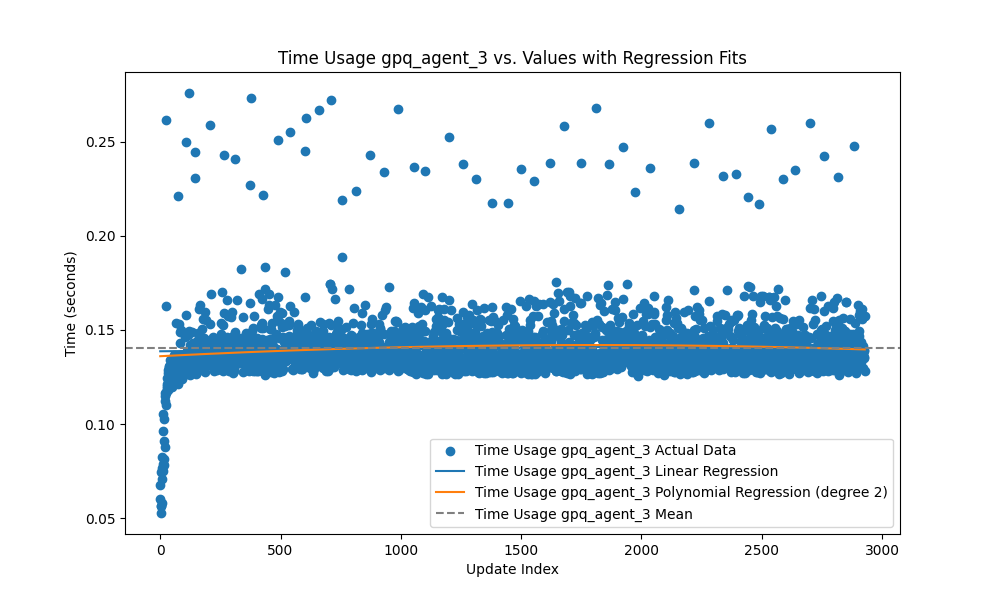 Time Usage gpq_agent_3 vs. Values with Regression Fits
Time (seconds)
0.25
0.20
0.15
0.10
0.05
0
500
1000
1500
2000
2500
3000
Update Index
Time Usage gpq_agent_3 Actual Data
Time Usage gpq_agent_3 Linear Regression
Time Usage gpq_agent_3 Polynomial Regression (degree 2)
Time Usage gpq_agent_3 Mean